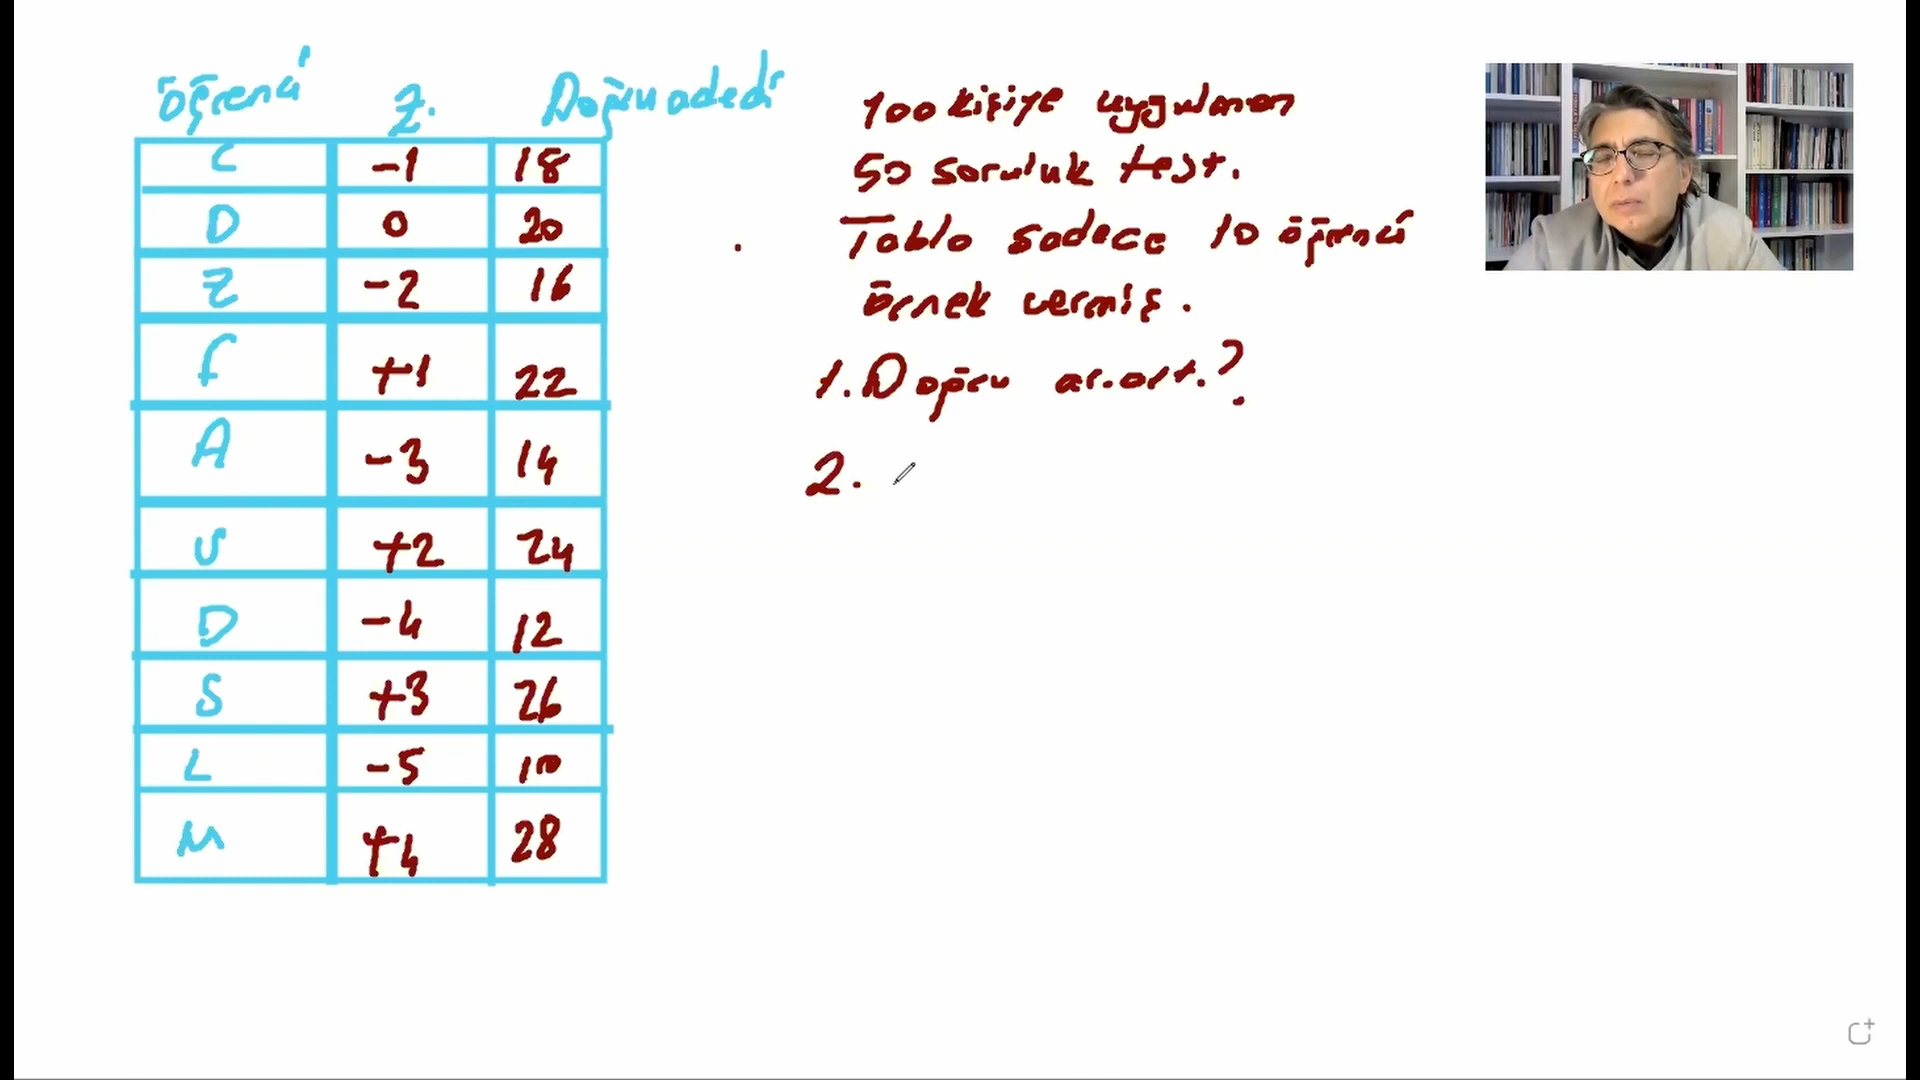 öğrenci Z. Doğru adedi
C -1 18
D 0 20
Z -2 16
F +1 22
A -3 14
U +2 24
D -4 12
S +3 26
L -5 10
M +4 28
100 kişiye uygulanan
50 soruluk test.
Tablo sadece 10 öğrenci
örnek vermiş.
1. Doğru ar. ort.?
2.